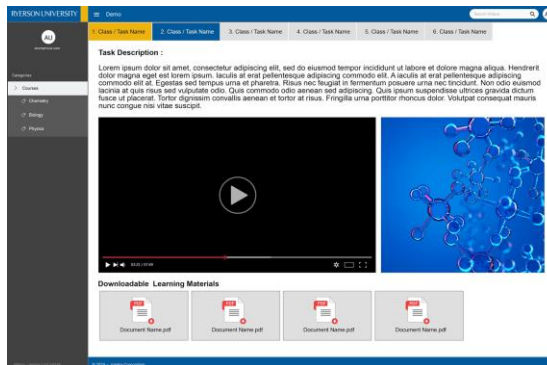 RYERSON UNIVERSITY
Demo
AU
Categories
Courses
Chemistry
Biology
Physics
1. Class / Task Name
2. Class / Task Name
3. Class / Task Name
4. Class / Task Name
5. Class / Task Name
6. Class / Task Name
Task Description :
Lorem ipsum dolor sit amet, consectetur adipiscing elit, sed do eiusmod tempor incididunt ut labore et dolore magna aliqua. Hendrerit
dolor magna eget est lorem ipsum. Iaculis at erat pellentesque adipiscing commodo elit. A iaculis at erat pellentesque adipiscing
commodo elit at. Egestas sed tempus urna et pharetra. Risus nec feugiat in fermentum posuere urna nec tincidunt. Non odio euismod
lacinia at quis risus sed vulputate odio. Quis commodo odio aenean sed adipiscing. Quis ipsum suspendisse ultrices gravida dictum
fusce ut placerat. Tortor dignissim convallis aenean et tortor at risus. Fringilla urna porttitor rhoncus dolor. Volutpat consequat mauris
nunc congue nisi vitae suscipit.
Downloadable Learning Materials
PDF
Document Name.pdf
PDF
Document Name.pdf
PDF
Document Name.pdf
PDF
Document Name.pdf